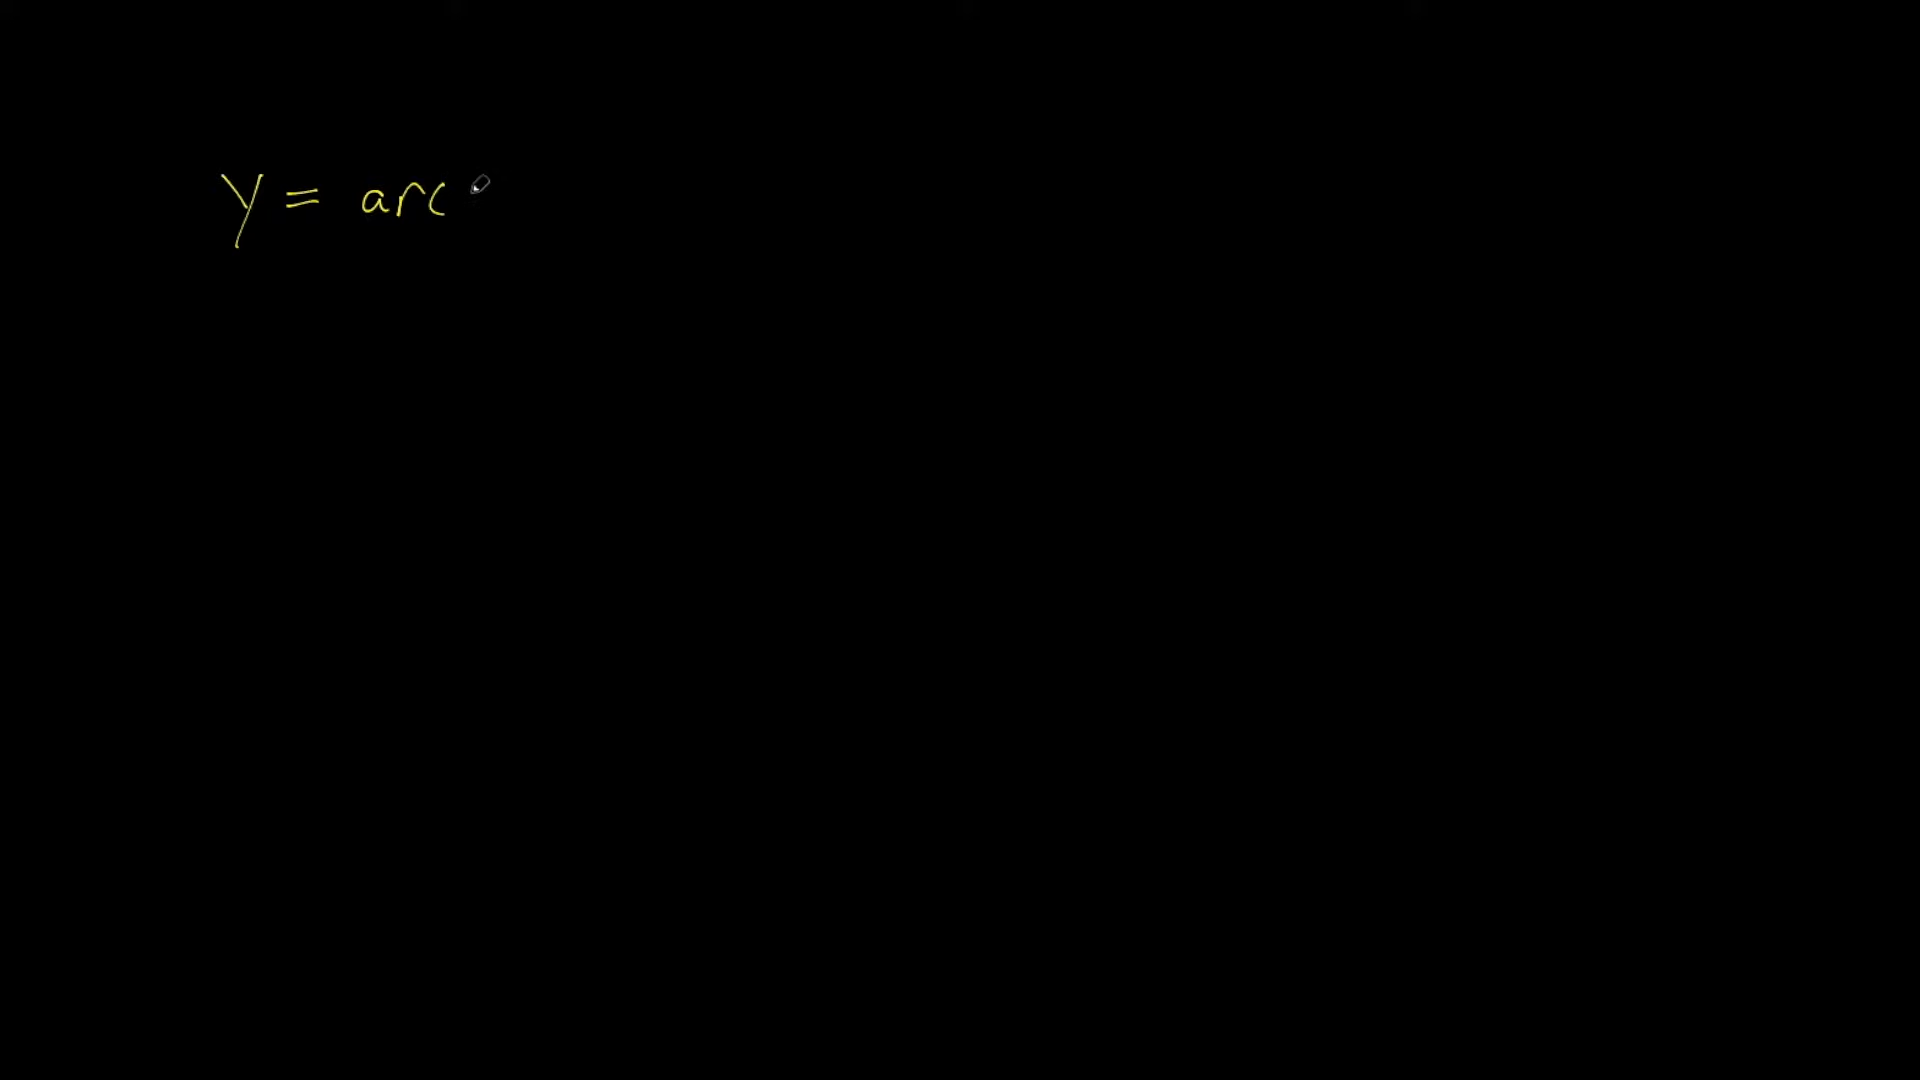 y = arc